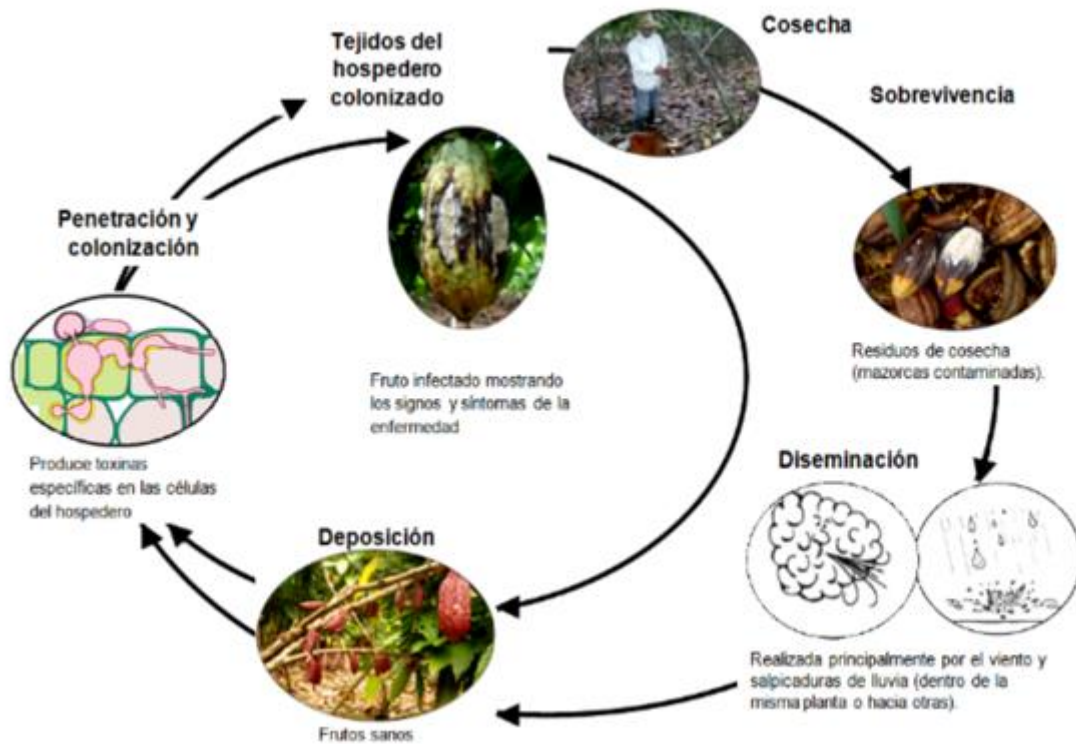 Cosecha
Tejidos del
hospedero
colonizado
Sobrevivencia
Penetración y
colonización
Residuos de cosecha
(mazorcas contaminadas).
Fruto infectado mostrando
los signos y síntomas de la
enfermedad
Produce toxinas
específicas en las células
del hospedero
Diseminación
Deposición
Realizada principalmente por el viento y
salpicaduras de lluvia (dentro de la
misma planta o hacia otras).
Frutos sanos